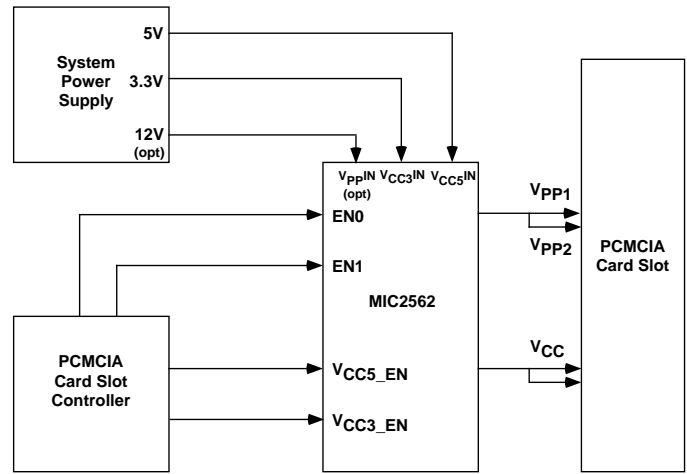 5V
System
Power
Supply
3.3V
12V
(opt)
VPPIN VCC3IN VCC5IN
(opt)
EN0
EN1
MIC2562
VCC5_EN
VCC3_EN
PCMCIA
Card Slot
Controller
VPP1
VPP2
VCC
PCMCIA
Card Slot